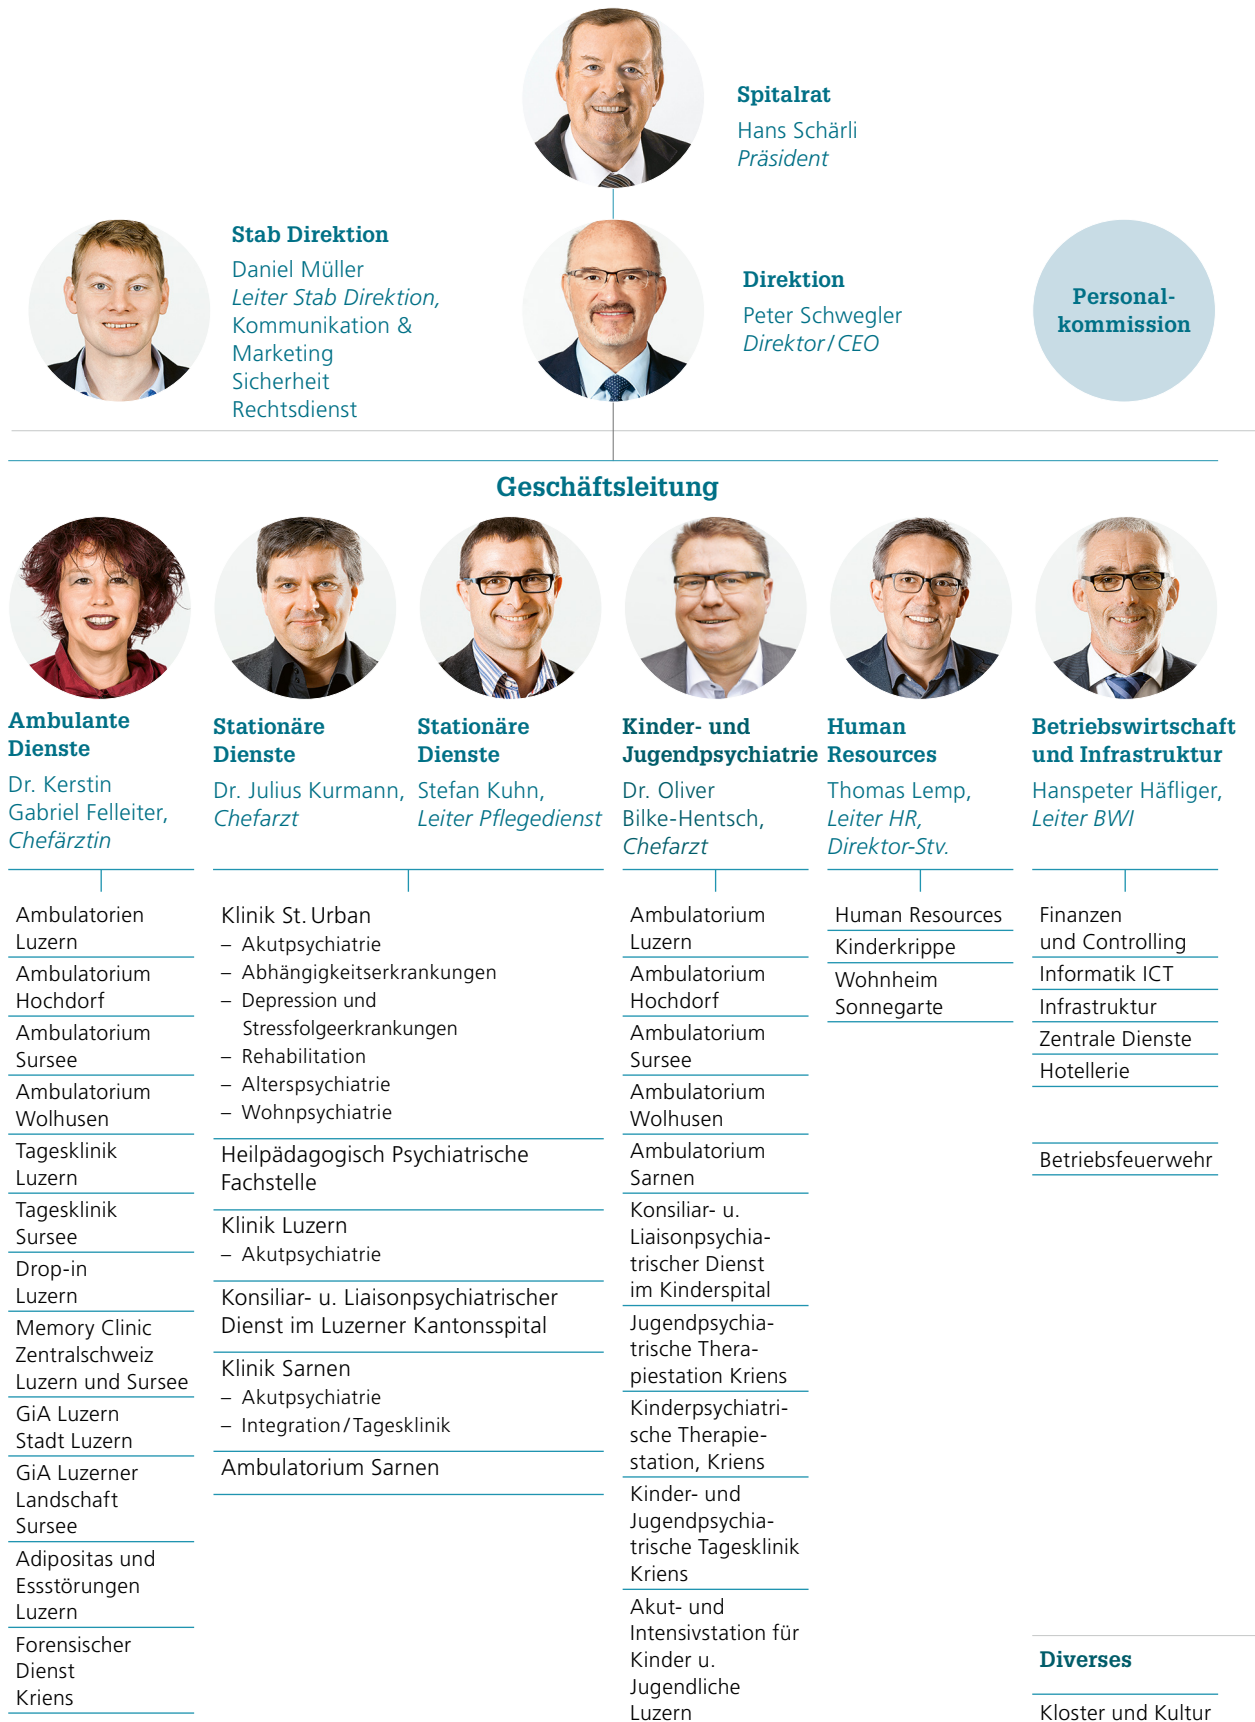 Spitalrat
Hans Schärli
Präsident
Stab Direktion
Daniel Müller
Leiter Stab Direktion,
Kommunikation &
Marketing
Sicherheit
Rechtsdienst
Direktion
Peter Schwegler
Direktor/CEO
Personal-
kommission
Geschäftsleitung
Ambulante
Dienste
Dr. Kerstin
Gabriel Felleiter,
Chefärztin
Stationäre
Dienste
Dr. Julius Kurmann,
Chefarzt
Stationäre
Dienste
Stefan Kuhn,
Leiter Pflegedienst
Kinder- und
Jugendpsychiatrie
Dr. Oliver
Bilke-Hentsch,
Chefarzt
Human
Resources
Thomas Lemp,
Leiter HR,
Direktor-Stv.
Betriebswirtschaft
und Infrastruktur
Hanspeter Häfliger,
Leiter BWI
Ambulatorien
Luzern
Ambulatorium
Hochdorf
Ambulatorium
Sursee
Ambulatorium
Wolhusen
Tagesklinik
Luzern
Tagesklinik
Sursee
Drop-in
Luzern
Memory Clinic
Zentralschweiz
Luzern und Sursee
GiA Luzern
Stadt Luzern
GiA Luzerner
Landschaft
Sursee
Adipositas und
Essstörungen
Luzern
Forensischer
Dienst
Kriens
Klinik St. Urban
– Akutpsychiatrie
– Abhängigkeitserkrankungen
– Depression und
Stressfolgeerkrankungen
– Rehabilitation
– Alterspsychiatrie
– Wohnpsychiatrie
Heilpädagogisch Psychiatrische
Fachstelle
Klinik Luzern
– Akutpsychiatrie
Konsiliar- u. Liaisonpsychiatrischer
Dienst im Luzerner Kantonsspital
Klinik Sarnen
– Akutpsychiatrie
– Integration/Tagesklinik
Ambulatorium Sarnen
Ambulatorium
Luzern
Ambulatorium
Hochdorf
Ambulatorium
Sursee
Ambulatorium
Wolhusen
Ambulatorium
Sarnen
Konsiliar- u.
Liaisonpsychia-
trischer Dienst
im Kinderspital
Jugendpsychia-
trische Thera-
piestation Kriens
Kinderpsychiatri-
sche Therapie-
station, Kriens
Kinder- und
Jugendpsychia-
trische Tagesklinik
Kriens
Akut- und
Intensivstation für
Kinder u.
Jugendliche
Luzern
Human Resources
Kinderkrippe
Wohnheim
Sonnegarte
Finanzen
und Controlling
Informatik ICT
Infrastruktur
Zentrale Dienste
Hotellerie
Betriebsfeuerwehr
Diverses
Kloster und Kultur